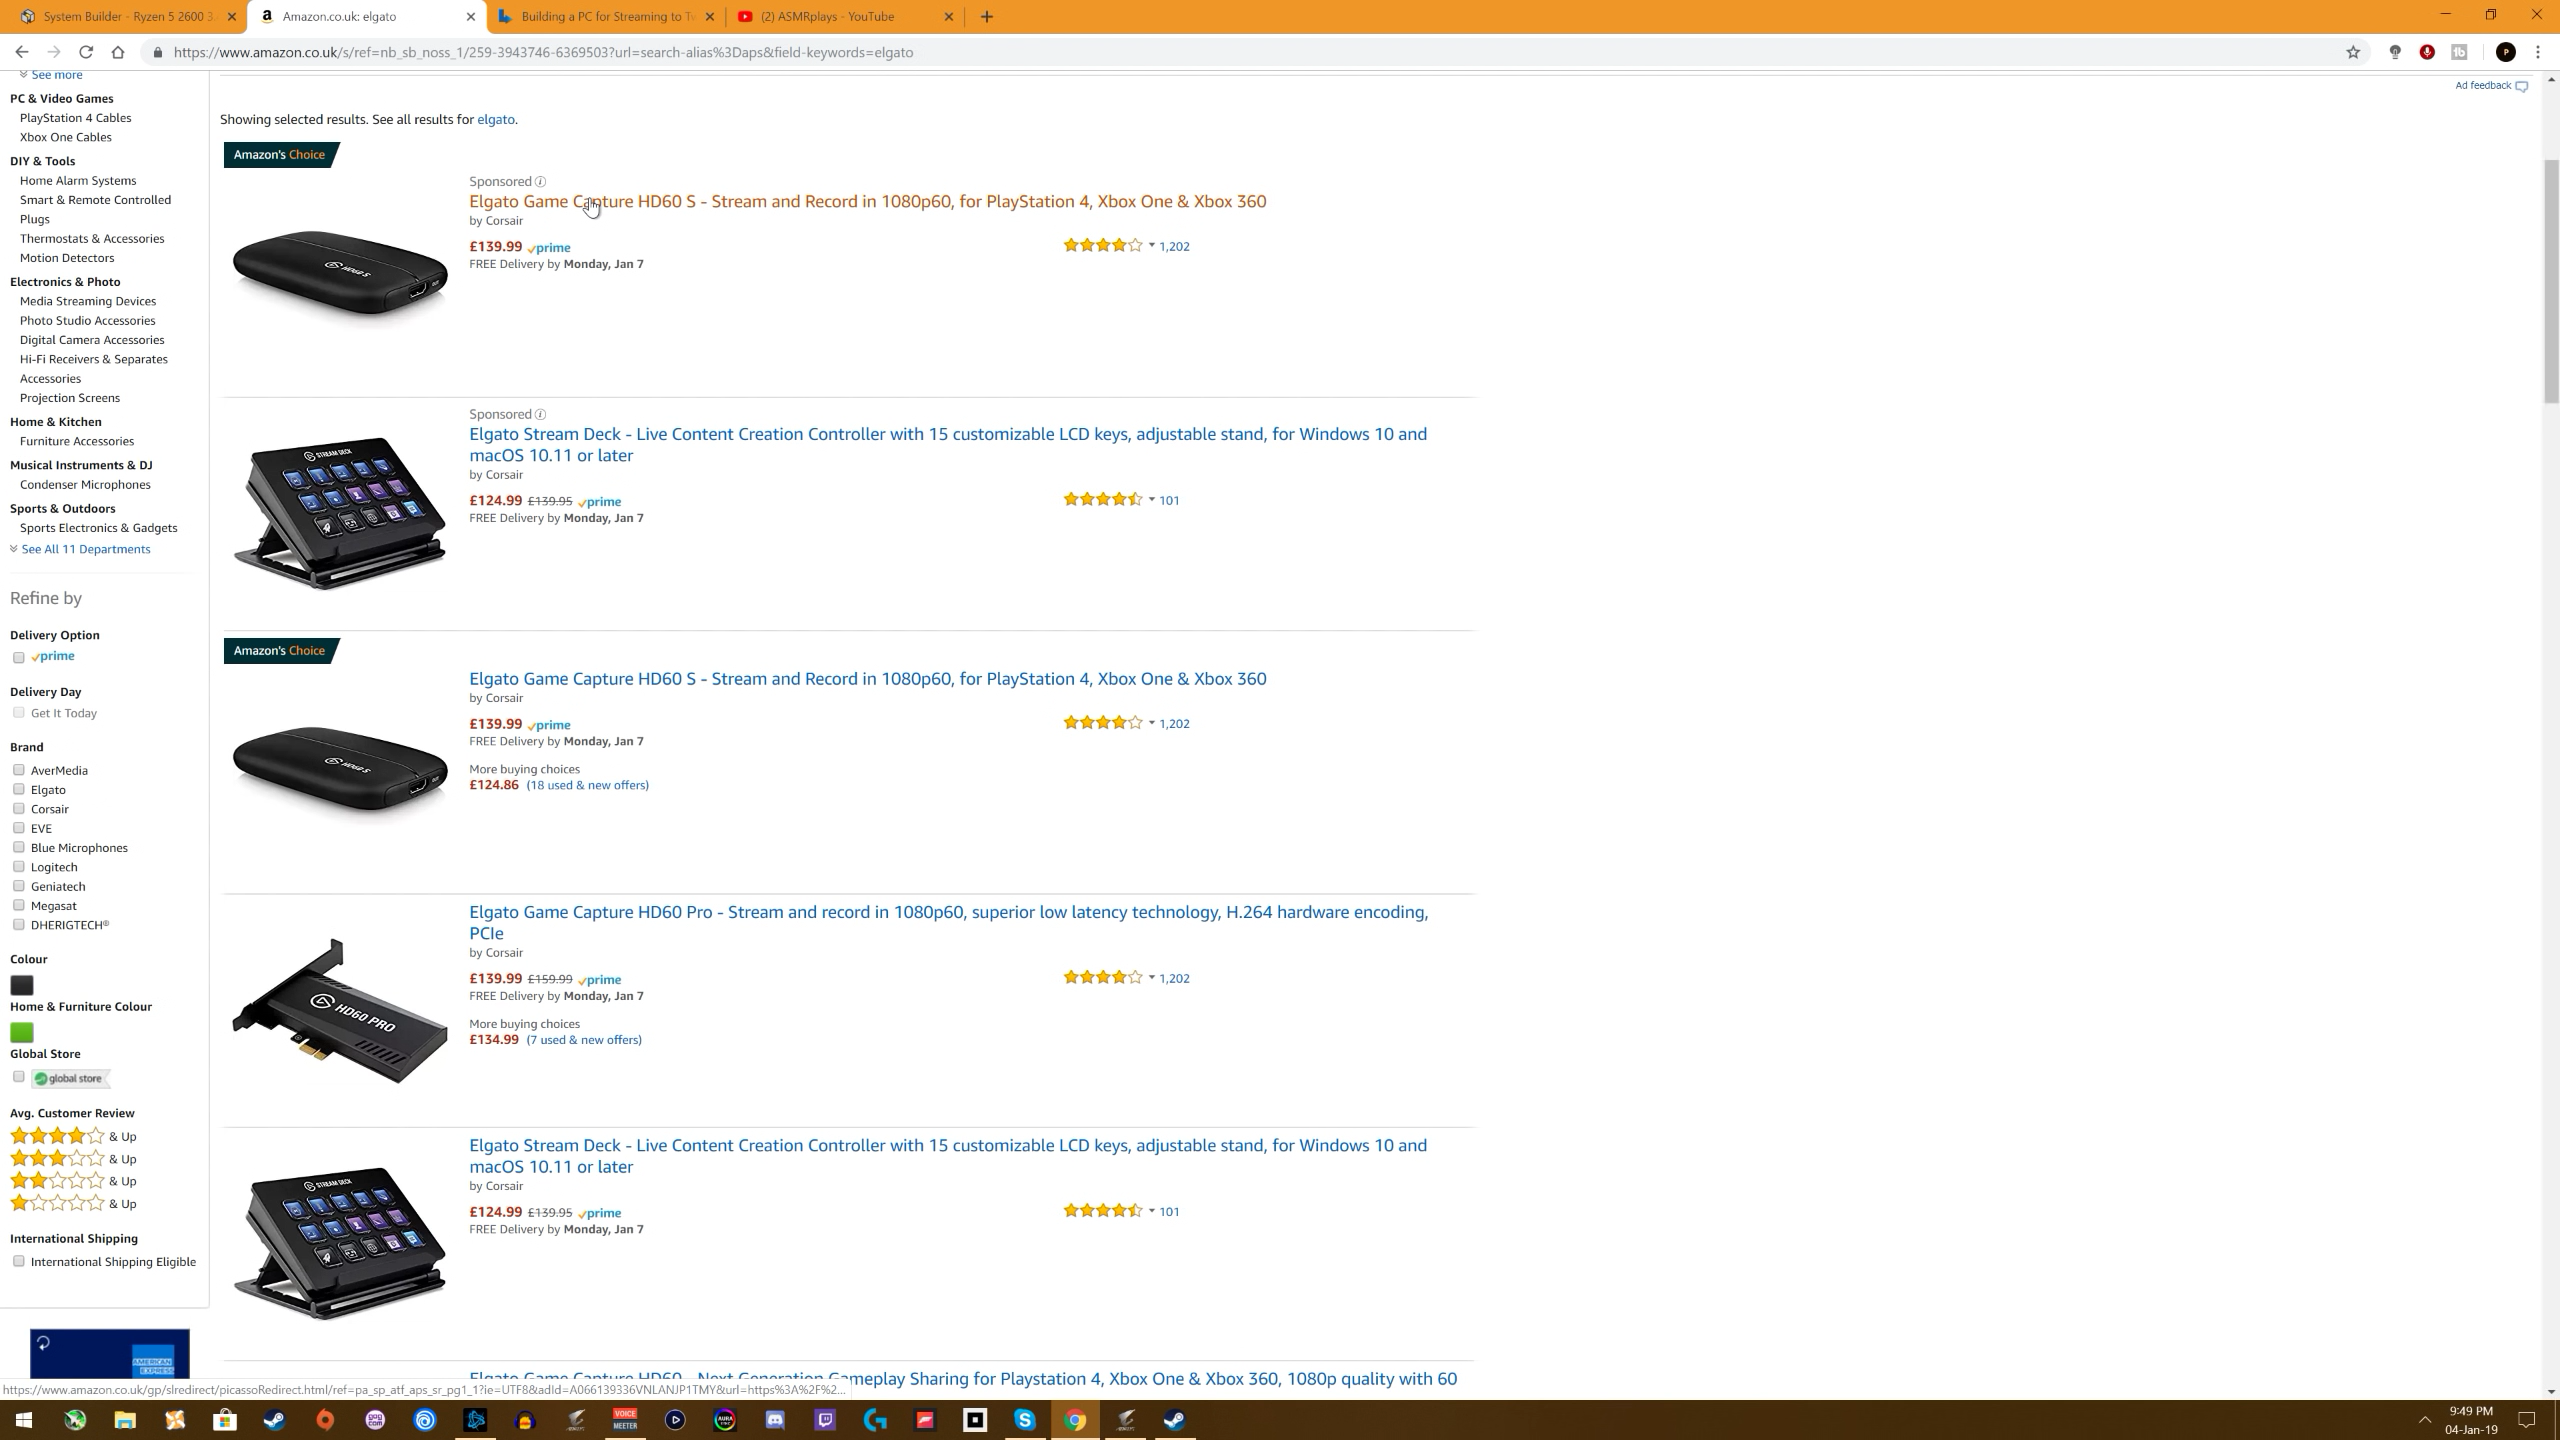 System Builder - Ryzen 5 2600 3.
Amazon.co.uk: elgato
Building a PC for Streaming to Tw
(2) ASMRplays - YouTube
https://www.amazon.co.uk/s/ref=nb_sb_noss_1/259-3943746-6369503?url=search-alias%3Daps&field-keywords=elgato
See more
PC & Video Games
PlayStation 4 Cables
Xbox One Cables
DIY & Tools
Home Alarm Systems
Smart & Remote Controlled
Plugs
Thermostats & Accessories
Motion Detectors
Electronics & Photo
Media Streaming Devices
Photo Studio Accessories
Digital Camera Accessories
Hi-Fi Receivers & Separates
Accessories
Projection Screens
Home & Kitchen
Furniture Accessories
Musical Instruments & DJ
Condenser Microphones
Sports & Outdoors
Sports Electronics & Gadgets
See All 11 Departments
Refine by
Delivery Option
prime
Delivery Day
Get It Today
Brand
AverMedia
Elgato
Corsair
EVE
Blue Microphones
Logitech
Geniatech
Megasat
DHERIGTECH®
Colour
Home & Furniture Colour
Global Store
global store
Avg. Customer Review
& Up
& Up
& Up
& Up
International Shipping
International Shipping Eligible
AMERICAN
EXPRESS
Ad feedback
Showing selected results. See all results for elgato.
Amazon's Choice
Sponsored
Elgato Game Capture HD60 S - Stream and Record in 1080p60, for PlayStation 4, Xbox One & Xbox 360
by Corsair
£139.99 prime
1,202
FREE Delivery by Monday, Jan 7
HD60 S
Sponsored
Elgato Stream Deck - Live Content Creation Controller with 15 customizable LCD keys, adjustable stand, for Windows 10 and
macOS 10.11 or later
by Corsair
£124.99 £139.95 prime
101
FREE Delivery by Monday, Jan 7
STREAM DECK
Amazon's Choice
Elgato Game Capture HD60 S - Stream and Record in 1080p60, for PlayStation 4, Xbox One & Xbox 360
by Corsair
£139.99 prime
1,202
FREE Delivery by Monday, Jan 7
More buying choices
£124.86 (18 used & new offers)
HD60 S
Elgato Game Capture HD60 Pro - Stream and record in 1080p60, superior low latency technology, H.264 hardware encoding,
PCIe
by Corsair
£139.99 £159.99 prime
1,202
FREE Delivery by Monday, Jan 7
More buying choices
£134.99 (7 used & new offers)
HD60 PRO
Elgato Stream Deck - Live Content Creation Controller with 15 customizable LCD keys, adjustable stand, for Windows 10 and
macOS 10.11 or later
by Corsair
£124.99 £139.95 prime
101
FREE Delivery by Monday, Jan 7
STREAM DECK
Elgato Game Capture HD60 - Next Generation Gameplay Sharing for Playstation 4, Xbox One & Xbox 360, 1080p quality with 60
https://www.amazon.co.uk/gp/slredirect/picassoRedirect.html/ref=pa_sp_atf_aps_sr_pg1_1?ie=UTF8&adId=A066139336VNLANJP1TMY&url=https%3A%2F%2...
gog
com
VOICE
MEETER
AURA
9:49 PM
04-Jan-19